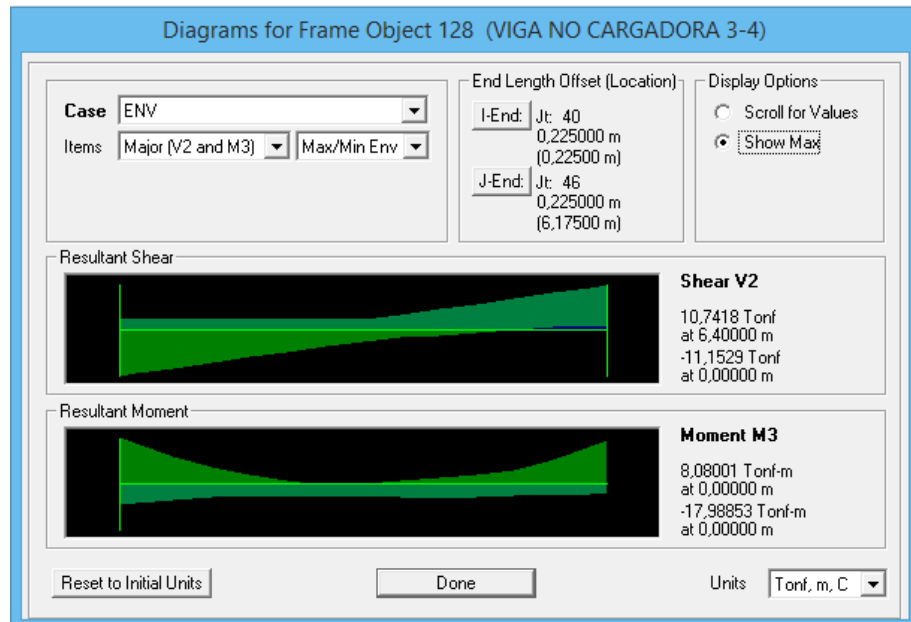 Diagrams for Frame Object 128 (VIGA NO CARGADORA 3-4)
Case ENV
Items Major (V2 and M3) Max/Min Env
End Length Offset (Location)
I-End: Jt: 40
0,225000 m
(0,22500 m)
J-End: Jt: 46
0,225000 m
(6,17500 m)
Display Options
Scroll for Values
Show Max
Resultant Shear
Shear V2
10,7418 Tonf
at 6,40000 m
-11,1529 Tonf
at 0,00000 m
Resultant Moment
Moment M3
8,08001 Tonf-m
at 0,00000 m
-17,98853 Tonf-m
at 0,00000 m
Reset to Initial Units Done Units Tonf, m, C